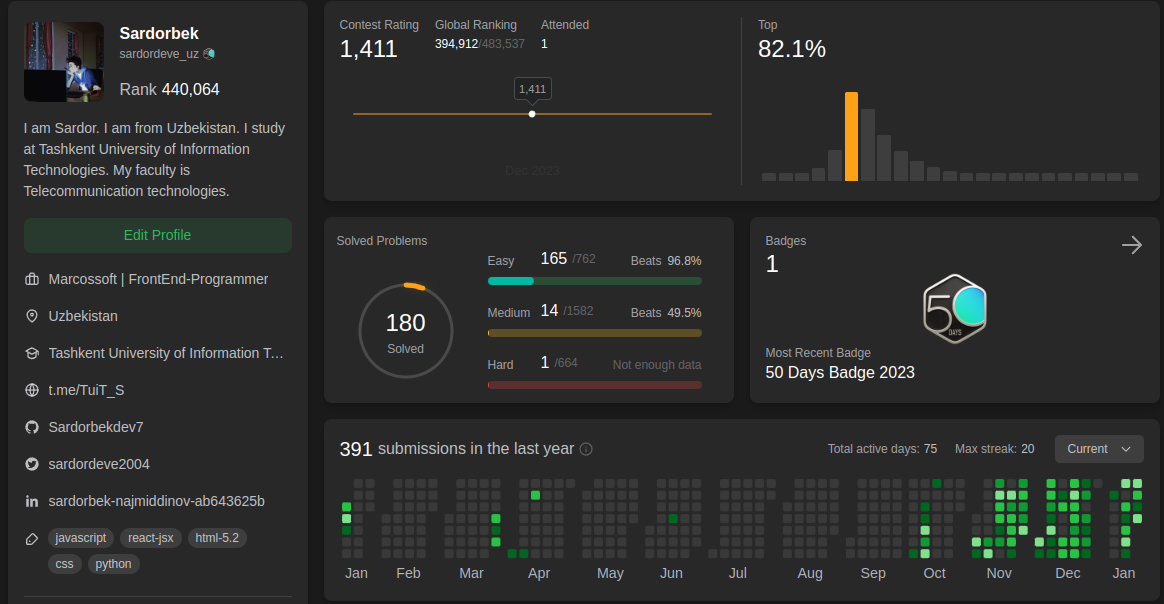 Sardorbek
sardordeve_uz
Rank 440,064
I am Sardor. I am from Uzbekistan. I study
at Tashkent University of Information
Technologies. My faculty is
Telecommunication technologies.
Edit Profile
Marcossoft | FrontEnd-Programmer
Uzbekistan
Tashkent University of Information T...
t.me/TuiT_S
Sardorbekdev7
sardordeve2004
in sardorbek-najmiddinov-ab643625b
javascript react-jsx html-5.2
css python
Contest Rating Global Ranking Attended
1,411 394,912/483,537 1
1,411
Dec 2023
Top
82.1%
Solved Problems
180
Solved
Easy 165 /762 Beats 96.8%
Medium 14 /1582 Beats 49.5%
Hard 1 /664 Not enough data
Badges
1
50
DAYS
Most Recent Badge
50 Days Badge 2023
391 submissions in the last year Total active days: 75 Max streak: 20 Current
Jan Feb Mar Apr May Jun Jul Aug Sep Oct Nov Dec Jan